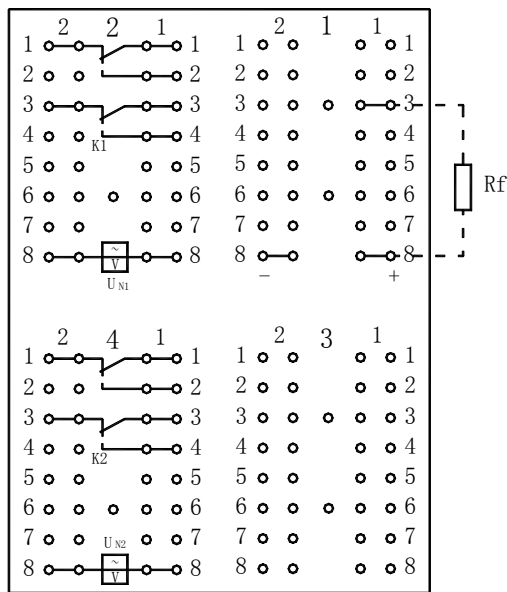 2 2 1 2 1 1
1 1 1 1
2 2 2 2
3 3 3 3
4 K1 4 4 4
5 5 5 5
6 6 6 6 Rf
7 7 7 7
8 ~ V 8 8 8
UN1 - +
2 4 1 2 3 1
1 1 1 1
2 2 2 2
3 3 3 3
4 K2 4 4 4
5 5 5 5
6 6 6 6
7 UN2 7 7 7
8 ~ V 8 8 8